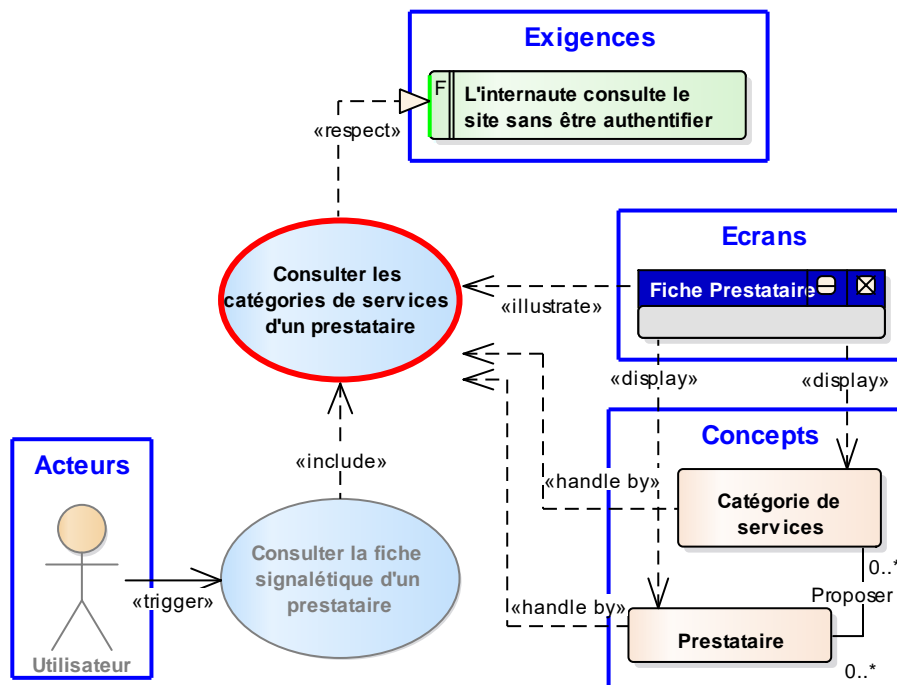 Exigences
F
L'internaute consulte le
site sans être authentifier
«respect»
Consulter les
catégories de services
d'un prestataire
Ecrans
Fiche Prestataire
«illustrate»
«display»
«display»
Concepts
Acteurs
«include»
«handle by»
Catégorie de
services
Consulter la fiche
signalétique d'un
prestataire
0..*
Proposer
«trigger»
«handle by»
Prestataire
Utilisateur
0..*